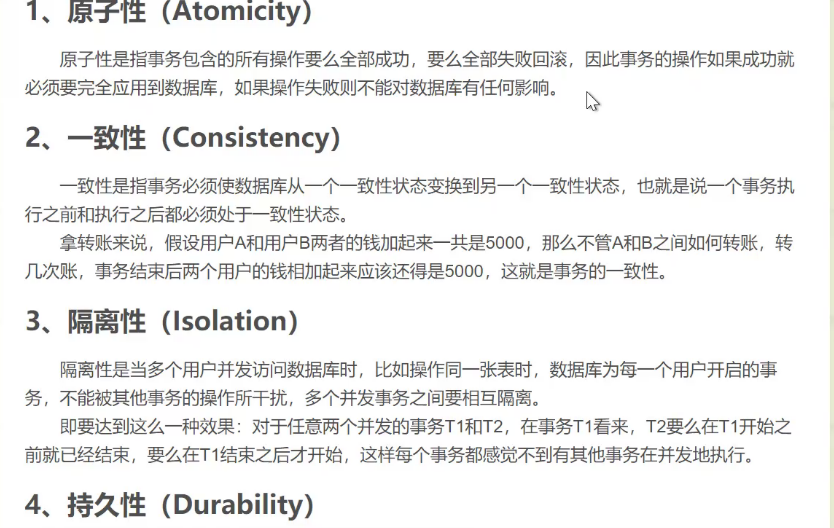 1、原子性（Atomicity）
原子性是指事务包含的所有操作要么全部成功，要么全部失败回滚，因此事务的操作如果成功就
必须要完全应用到数据库，如果操作失败则不能对数据库有任何影响。
2、一致性（Consistency）
一致性是指事务必须使数据库从一个一致性状态变换到另一个一致性状态，也就是说一个事务执
行之前和执行之后都必须处于一致性状态。
拿转账来说，假设用户A和用户B两者的钱加起来一共是5000，那么不管A和B之间如何转账，转
几次账，事务结束后两个用户的钱相加起来应该还得是5000，这就是事务的一致性。
3、隔离性（Isolation）
隔离性是当多个用户并发访问数据库时，比如操作同一张表时，数据库为每一个用户开启的事
务，不能被其他事务的操作所干扰，多个并发事务之间要相互隔离。
即要达到这么一种效果：对于任意两个并发的事务T1和T2，在事务T1看来，T2要么在T1开始之
前就已经结束，要么在T1结束之后才开始，这样每个事务都感觉不到有其他事务在并发地执行。
4、持久性（Durability）